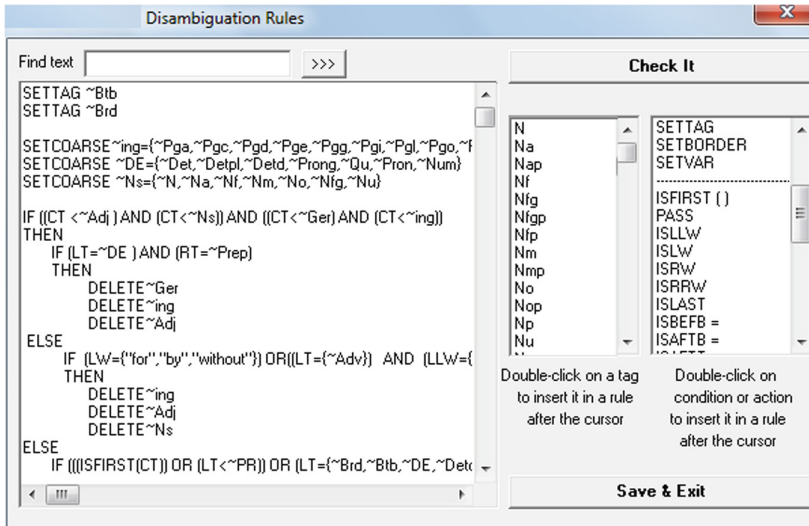 Disambiguation Rules
Find text
>>>
SETTAG ~Btb
SETTAG ~Brd
SETCOARSE~ing={~Pga,~Pgc,~Pgd,~Pge,~Pgg,~Pgi,~Pgl,~Pgo,~
SETCOARSE ~DE={~Det,~Detpl,~Detd,~Prong,~Qu,~Pron,~Num}
SETCOARSE ~Ns={~N,~Na,~Nf,~Nm,~No,~Nfg,~Nu}
IF ((CT <~Adj ) AND (CT<~Ns)) AND ((CT<~Ger) AND (CT<~ing))
THEN
IF (LT=~DE ) AND (RT=~Prep)
THEN
DELETE~Ger
DELETE~ing
DELETE~Adj
ELSE
IF (LW={"for","by","without"}) OR((LT={~Adv}) AND (LLW={
THEN
DELETE~ing
DELETE~Adj
DELETE~Ns
ELSE
IF (((ISFIRST(CT)) OR (LT<~PR)) OR (LT={~Brd,~Btb,~DE,~Detd
Check It
N
Na
Nap
Nf
Nfg
Nfgp
Nfp
Nm
Nmp
No
Nop
Np
Nu
Double-click on a tag
to insert it in a rule
after the cursor
SETTAG
SETBORDER
SETVAR
ISFIRST ( )
PASS
ISLLW
ISLW
ISRW
ISRRW
ISLAST
ISBEFB =
ISAFTB =
Double-click on
condition or action
to insert it in a rule
after the cursor
Save & Exit